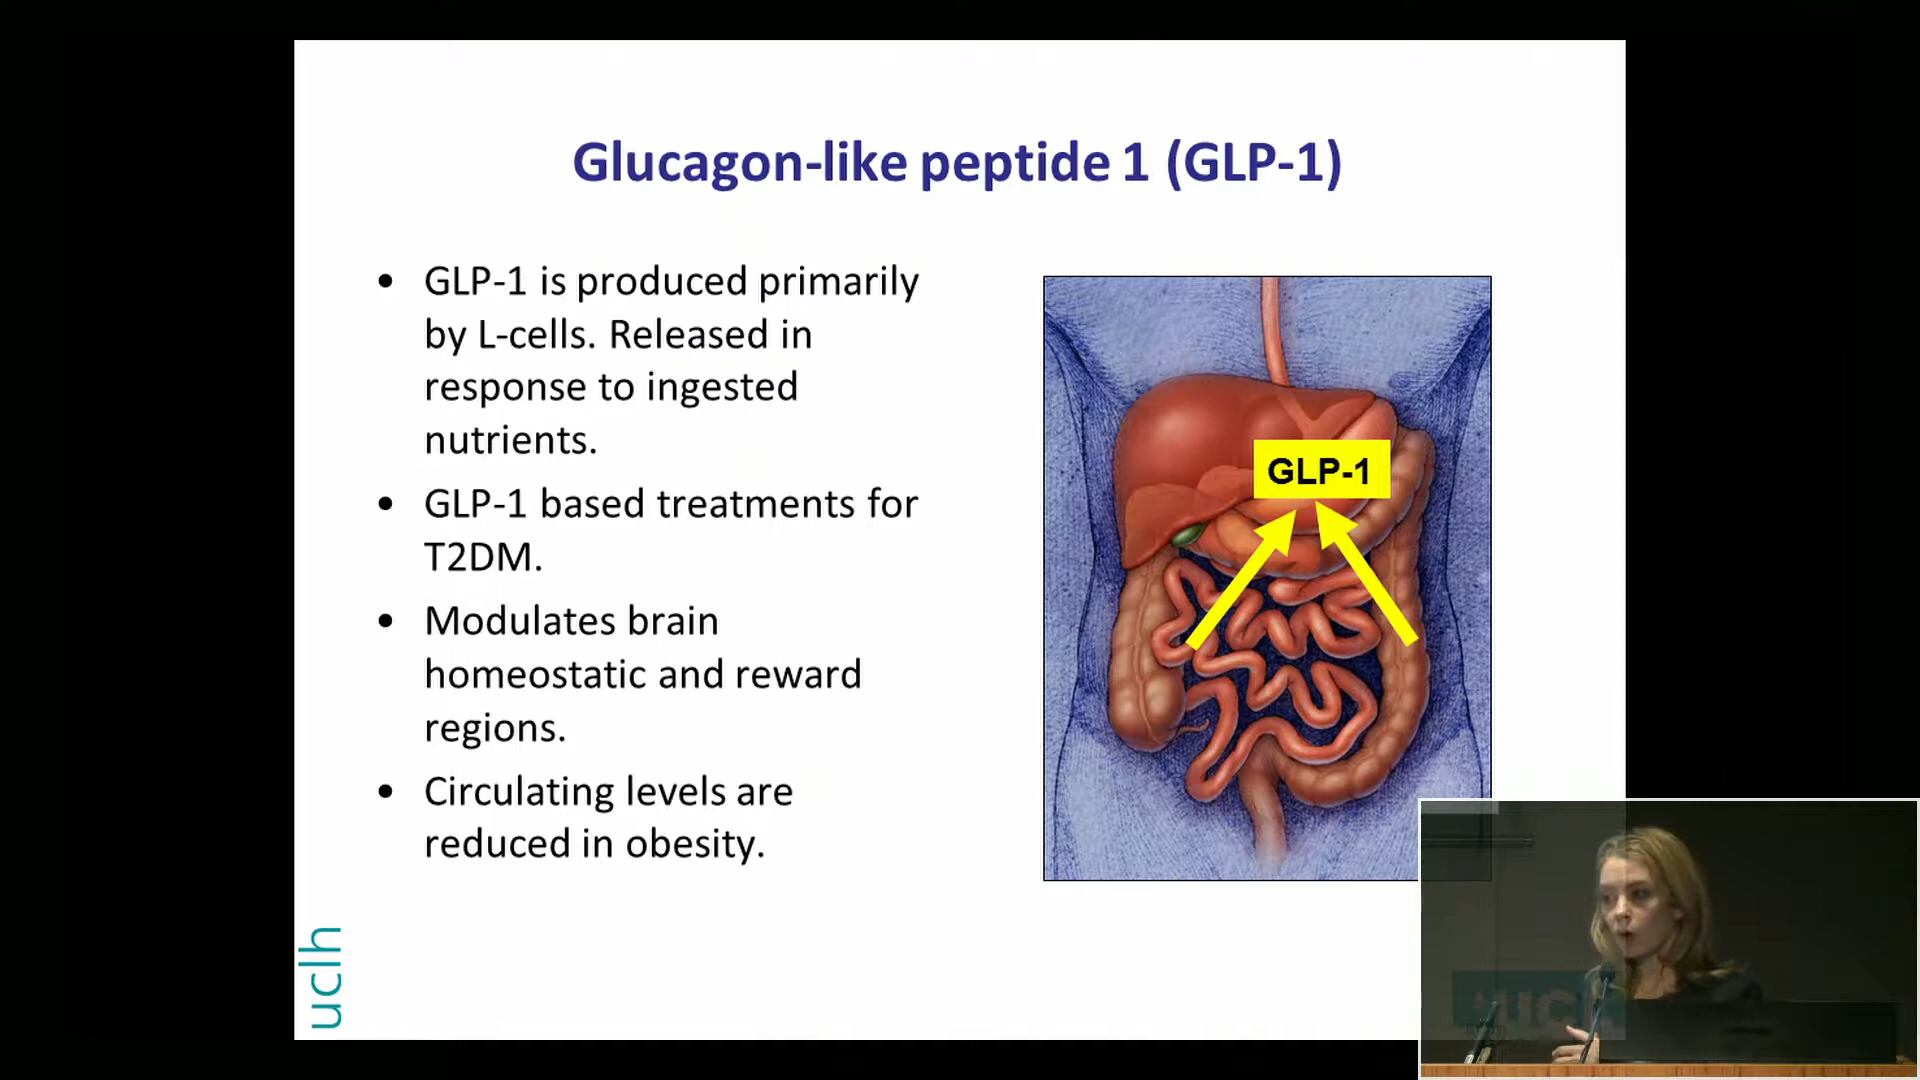 Glucagon-like peptide 1 (GLP-1)
• GLP-1 is produced primarily
by L-cells. Released in
response to ingested
nutrients.
• GLP-1 based treatments for
T2DM.
• Modulates brain
homeostatic and reward
regions.
• Circulating levels are
reduced in obesity.
GLP-1
uclh